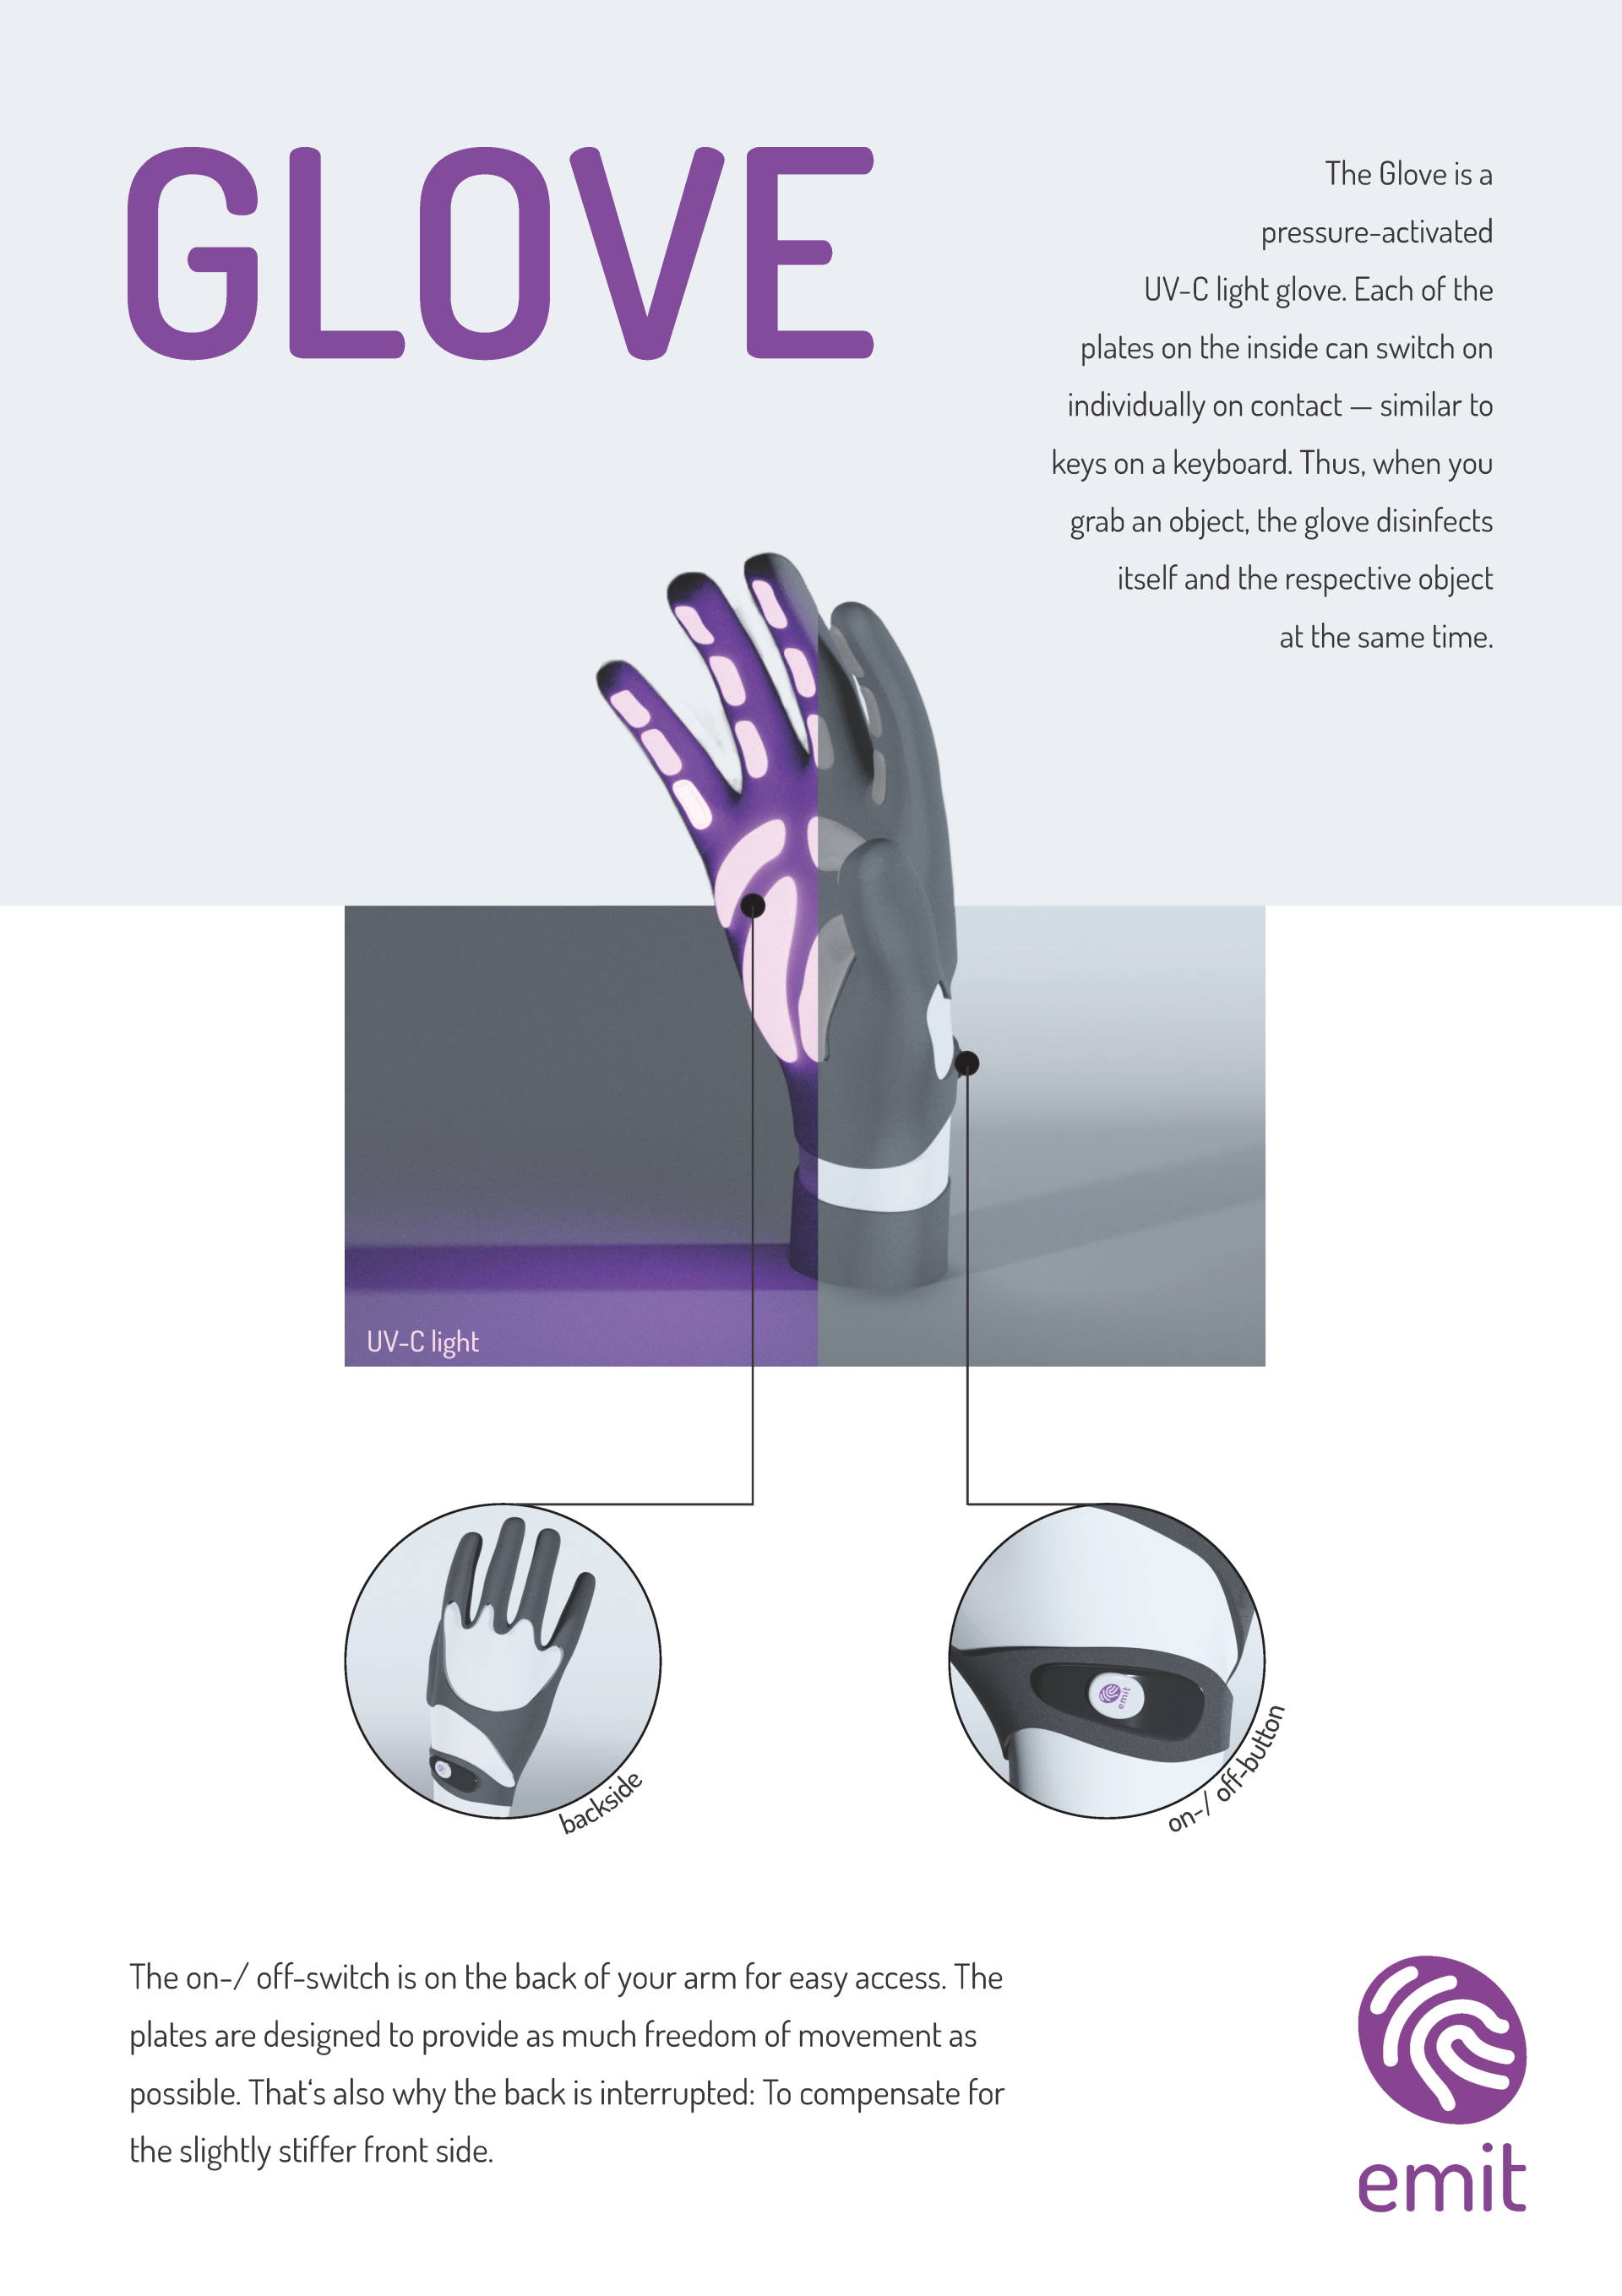 GLOVE
The Glove is a
pressure-activated
UV-C light glove. Each of the
plates on the inside can switch on
individually on contact — similar to
keys on a keyboard. Thus, when you
grab an object, the glove disinfects
itself and the respective object
at the same time.
UV-C light
backside
emit
on-/ off-button
The on-/ off-switch is on the back of your arm for easy access. The
plates are designed to provide as much freedom of movement as
possible. That‘s also why the back is interrupted: To compensate for
the slightly stiffer front side.
emit